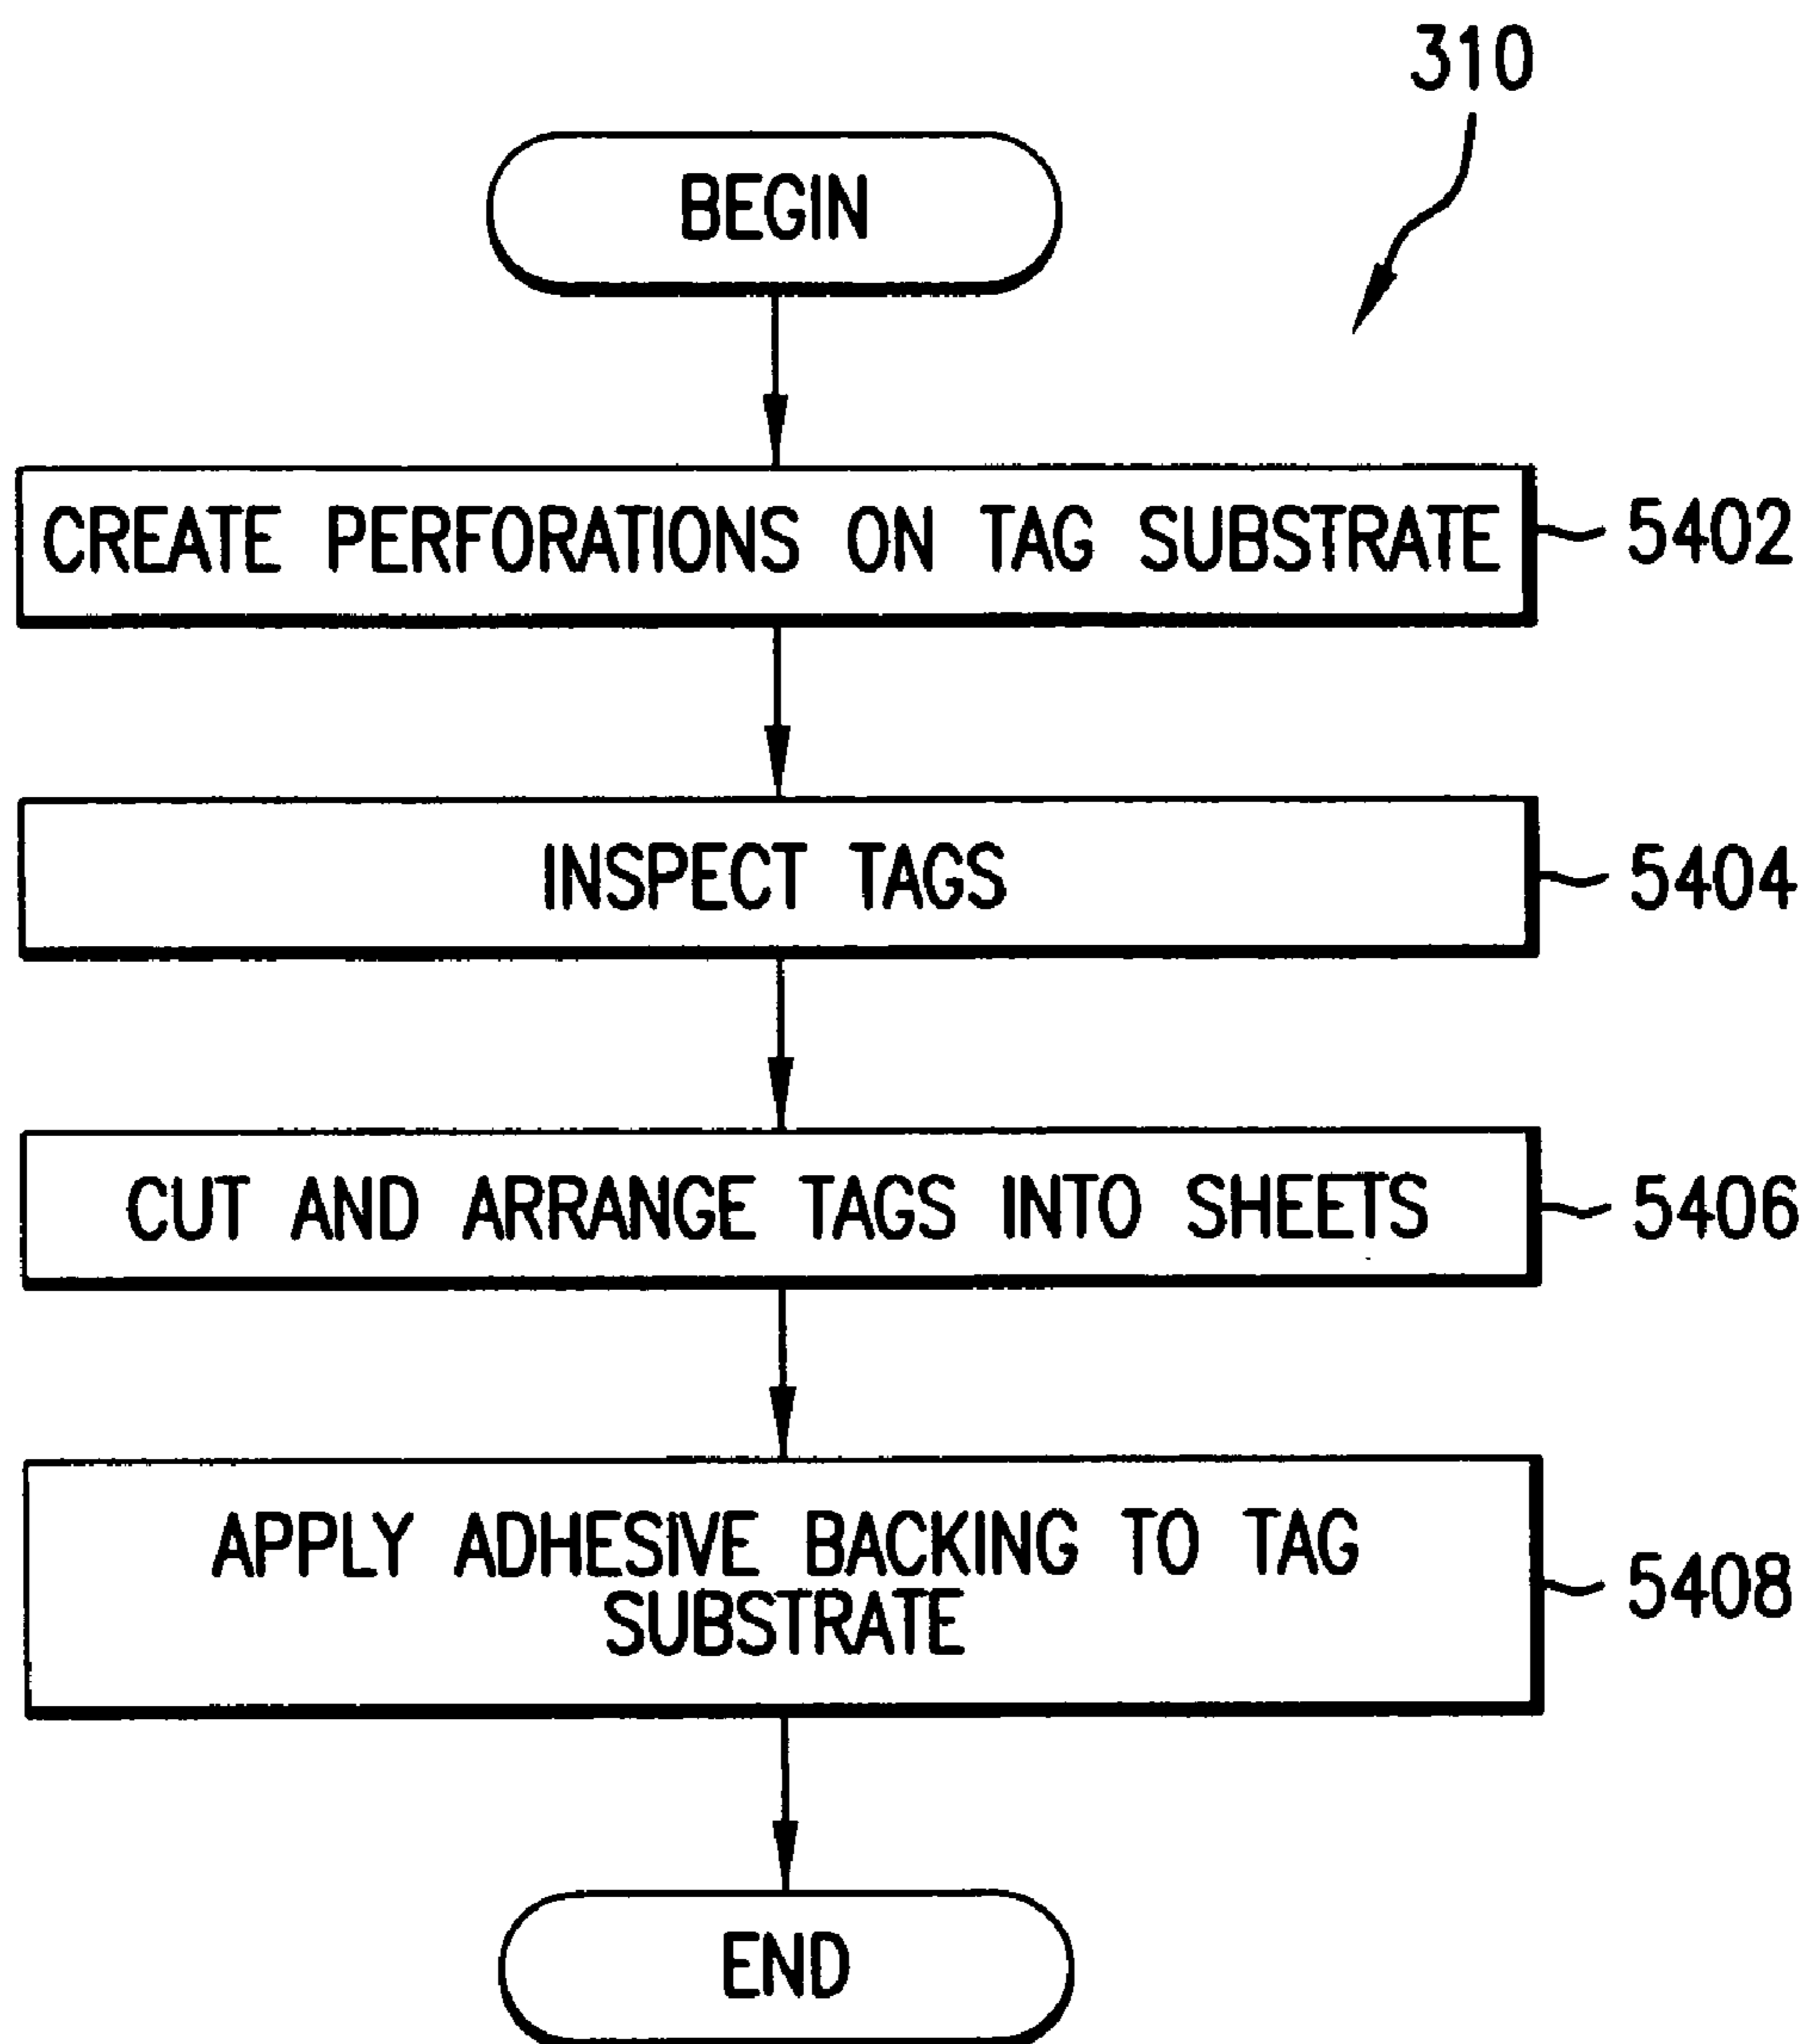 310
BEGIN
CREATE PERFORATIONS ON TAG SUBSTRATE
5402
INSPECT TAGS
5404
CUT AND ARRANGE TAGS INTO SHEETS
5406
APPLY ADHESIVE BACKING TO TAG
SUBSTRATE
5408
END